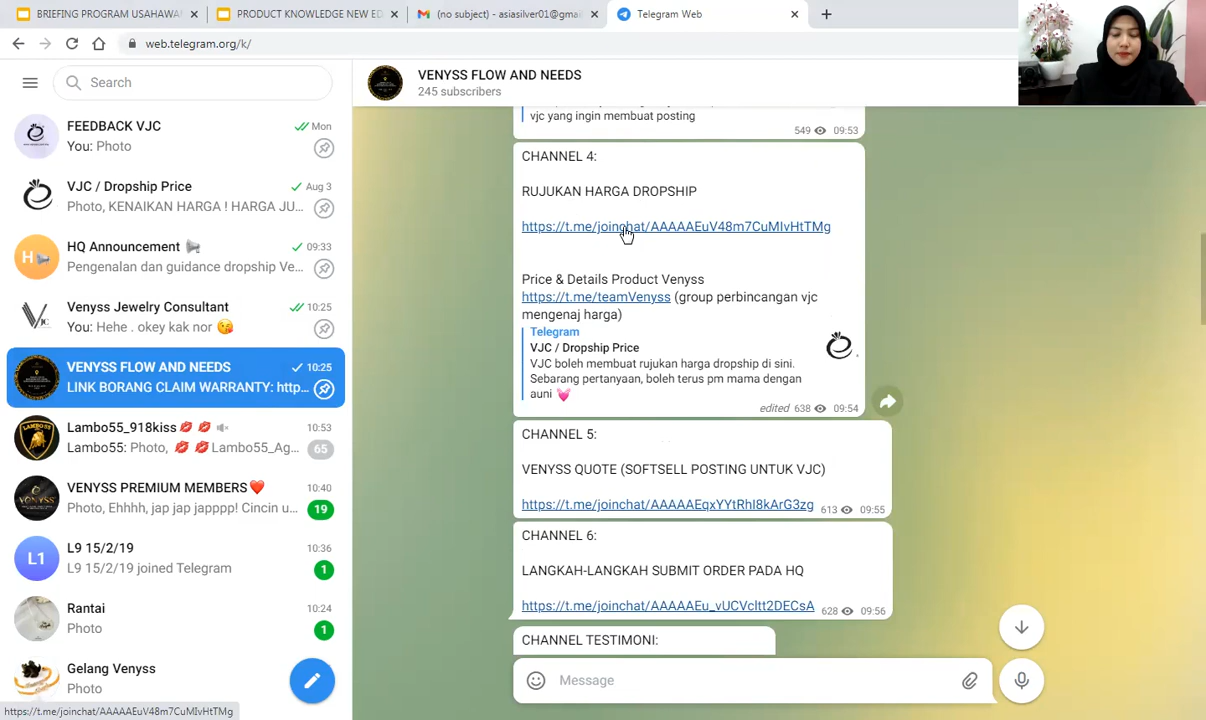 BRIEFING PROGRAM USAHAWA
PRODUCT KNOWLEDGE NEW ED
(no subject) - asiasilver01@gma
Telegram Web
web.telegram.org/k/
Search
FEEDBACK VJC
Mon
You: Photo
VJC / Dropship Price
Aug 3
Photo, KENAIKAN HARGA ! HARGA JU...
HQ Announcement 📢
09:33
Pengenalan dan guidance dropship Ve...
Venyss Jewelry Consultant
10:25
You: Hehe . okey kak nor 😘
VENYSS FLOW AND NEEDS
10:25
LINK BORANG CLAIM WARRANTY: http...
Lambo55_918kiss💋💋
10:53
Lambo55: Photo, 💋💋Lambo55_Ag...
65
VENYSS PREMIUM MEMBERS❤️
10:40
Photo, Ehhhh, jap jap japppp! Cincin u...
19
L1
L9 15/2/19
10:36
L9 15/2/19 joined Telegram
1
Rantai
10:24
Photo
1
Gelang Venyss
Photo
https://t.me/joinchat/AAAAAEuV48m7CuMIvHtTMg
VENYSS FLOW AND NEEDS
245 subscribers
vjc yang ingin membuat posting
549 09:53
CHANNEL 4:
RUJUKAN HARGA DROPSHIP
https://t.me/joinchat/AAAAAEuV48m7CuMIvHtTMg
Price & Details Product Venyss
https://t.me/teamVenyss (group perbincangan vjc
mengenaj harga)
Telegram
VJC / Dropship Price
VJC boleh membuat rujukan harga dropship di sini.
Sebarang pertanyaan, boleh terus pm mama dengan
auni 💓
edited 638 09:54
CHANNEL 5:
VENYSS QUOTE (SOFTSELL POSTING UNTUK VJC)
https://t.me/joinchat/AAAAAEqxYYtRhI8kArG3zg
613 09:55
CHANNEL 6:
LANGKAH-LANGKAH SUBMIT ORDER PADA HQ
https://t.me/joinchat/AAAAAEu_vUCVcItt2DECsA
628 09:56
CHANNEL TESTIMONI:
Message